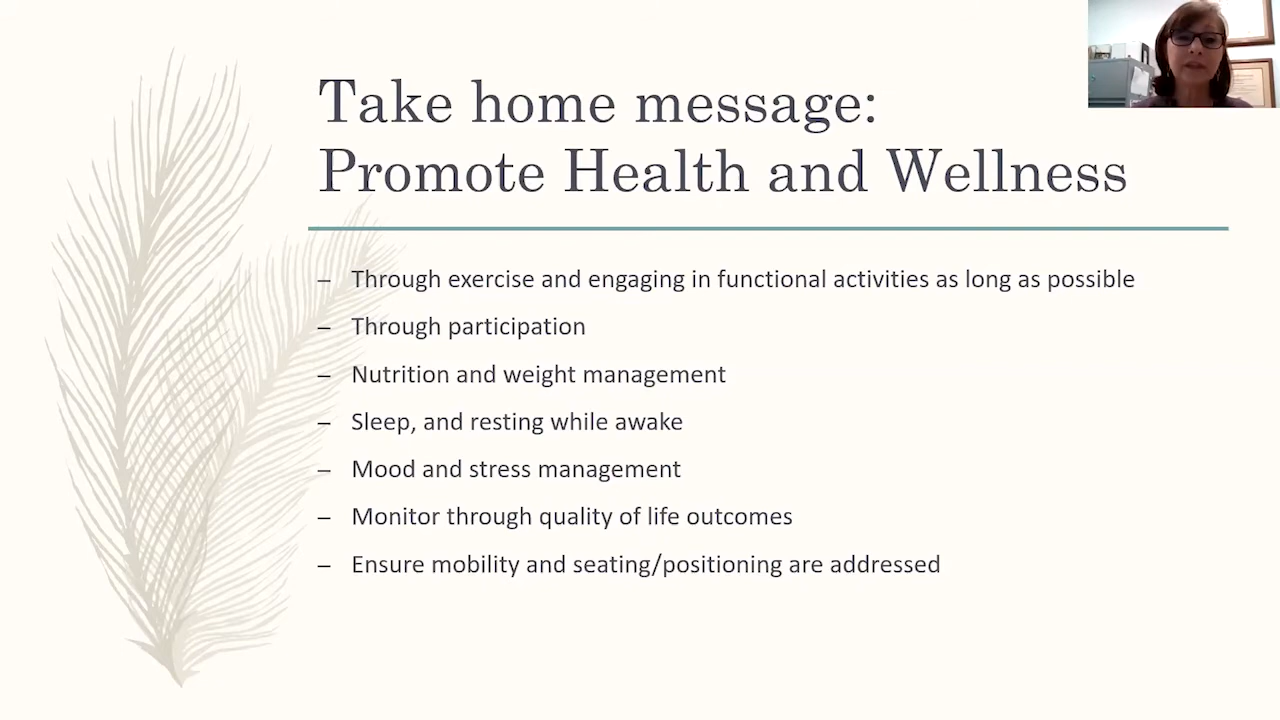 Take home message:
Promote Health and Wellness
– Through exercise and engaging in functional activities as long as possible
– Through participation
– Nutrition and weight management
– Sleep, and resting while awake
– Mood and stress management
– Monitor through quality of life outcomes
– Ensure mobility and seating/positioning are addressed